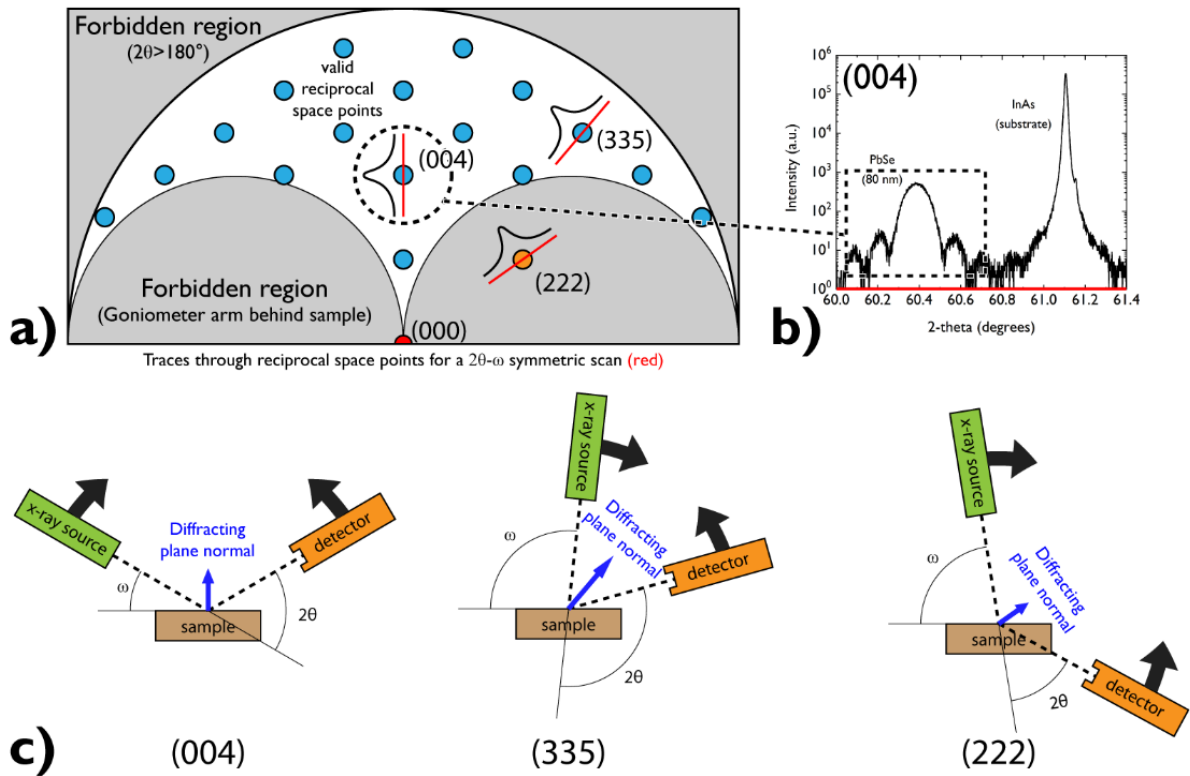 Forbidden region
(2θ>180°)
valid
reciprocal
space points
(004)
(335)
(222)
Forbidden region
(Goniometer arm behind sample)
(000)
a)
Traces through reciprocal space points for a 2θ-ω symmetric scan (red)
(004)
InAs
(substrate)
PbSe
(80 nm)
Intensity (a.u.)
10⁶
10⁵
10⁴
10³
10²
10¹
10⁰
60.0 60.2 60.4 60.6 60.8 61.0 61.2 61.4
2-theta (degrees)
b)
x-ray source
Diffracting
plane normal
detector
ω
2θ
sample
(004)
x-ray source
Diffracting
plane normal
detector
ω
2θ
sample
(335)
x-ray source
Diffracting
plane normal
detector
ω
2θ
sample
(222)
c)